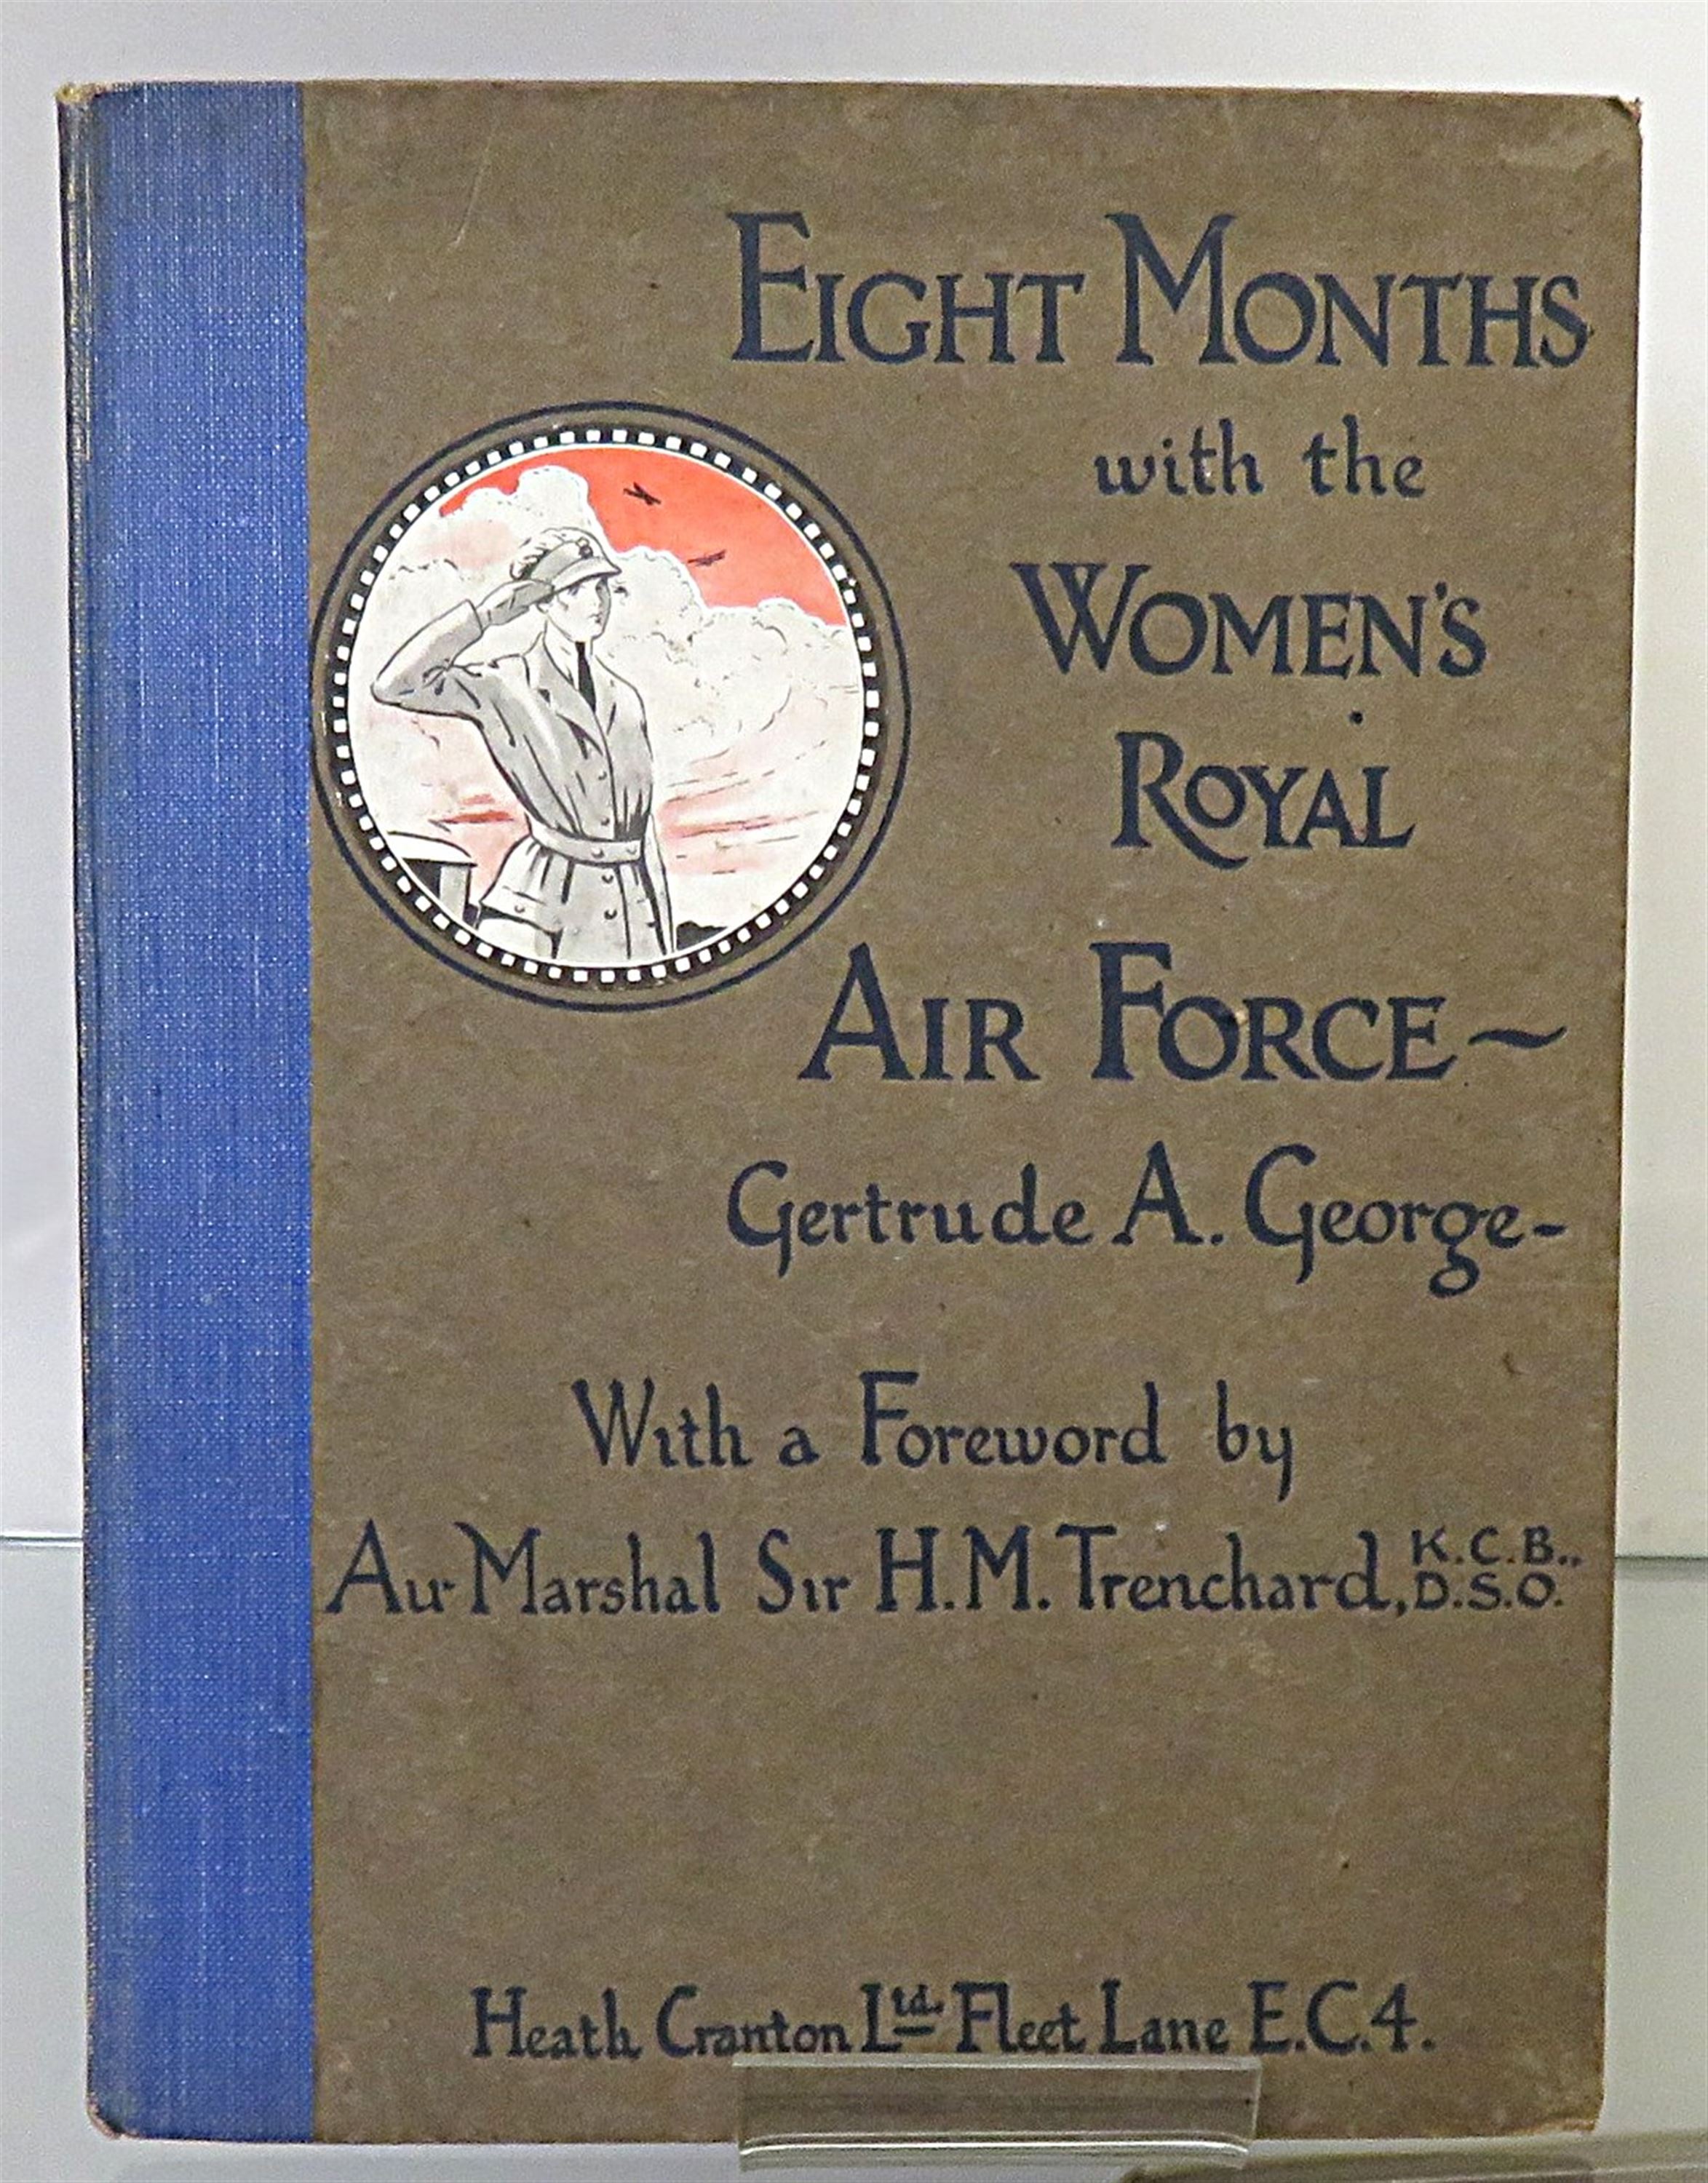 EIGHT MONTHS
with the
WOMEN'S
ROYAL
AIR FORCE~
Gertrude A. George-
With a Foreword by
Air-Marshal Sir H.M. Trenchard, K.C.B., D.S.O.
Heath Cranton Ltd. Fleet Lane E.C.4.